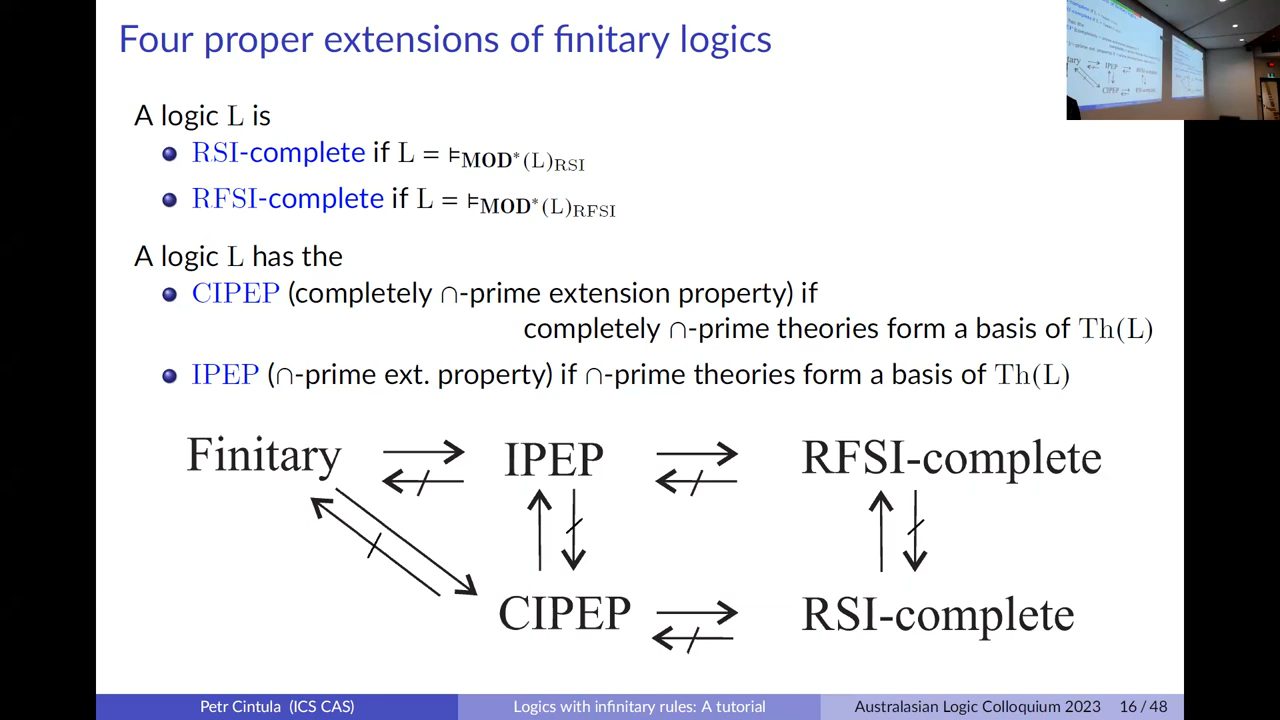 Four proper extensions of finitary logics
A logic L is
RSI-complete if L = ⊨MOD*(L)RSI
RFSI-complete if L = ⊨MOD*(L)RFSI
A logic L has the
CIPEP (completely ∩-prime extension property) if
completely ∩-prime theories form a basis of Th(L)
IPEP (∩-prime ext. property) if ∩-prime theories form a basis of Th(L)
Finitary IPEP RFSI-complete
CIPEP RSI-complete
Petr Cintula (ICS CAS) Logics with infinitary rules: A tutorial Australasian Logic Colloquium 2023 16 / 48